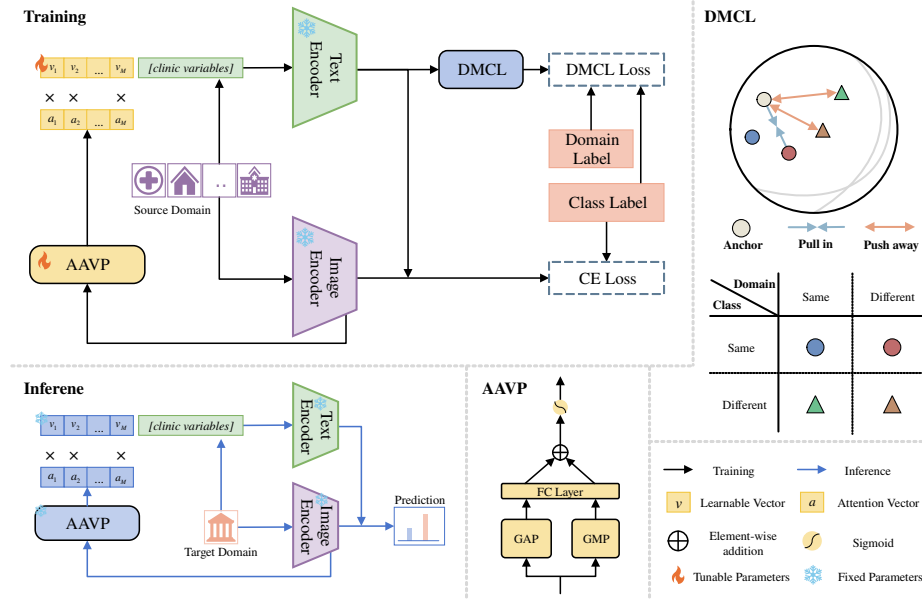 Training
v1 v2 ... vM
[clinic variables]
a1 a2 ... aM
Text
Encoder
DMCL
DMCL Loss
Domain
Label
Class Label
..
Source Domain
AAVP
Image
Encoder
CE Loss
DMCL
Anchor
Pull in
Push away
Domain
Class
Same
Different
Same
Different
Inferene
v1 v2 ... vM
[clinic variables]
a1 a2 ... aM
AAVP
Text
Encoder
Target Domain
Image
Encoder
Prediction
AAVP
FC Layer
GAP
GMP
Training
Inference
v
Learnable Vector
a
Attention Vector
Element-wise
addition
Sigmoid
Tunable Parameters
Fixed Parameters